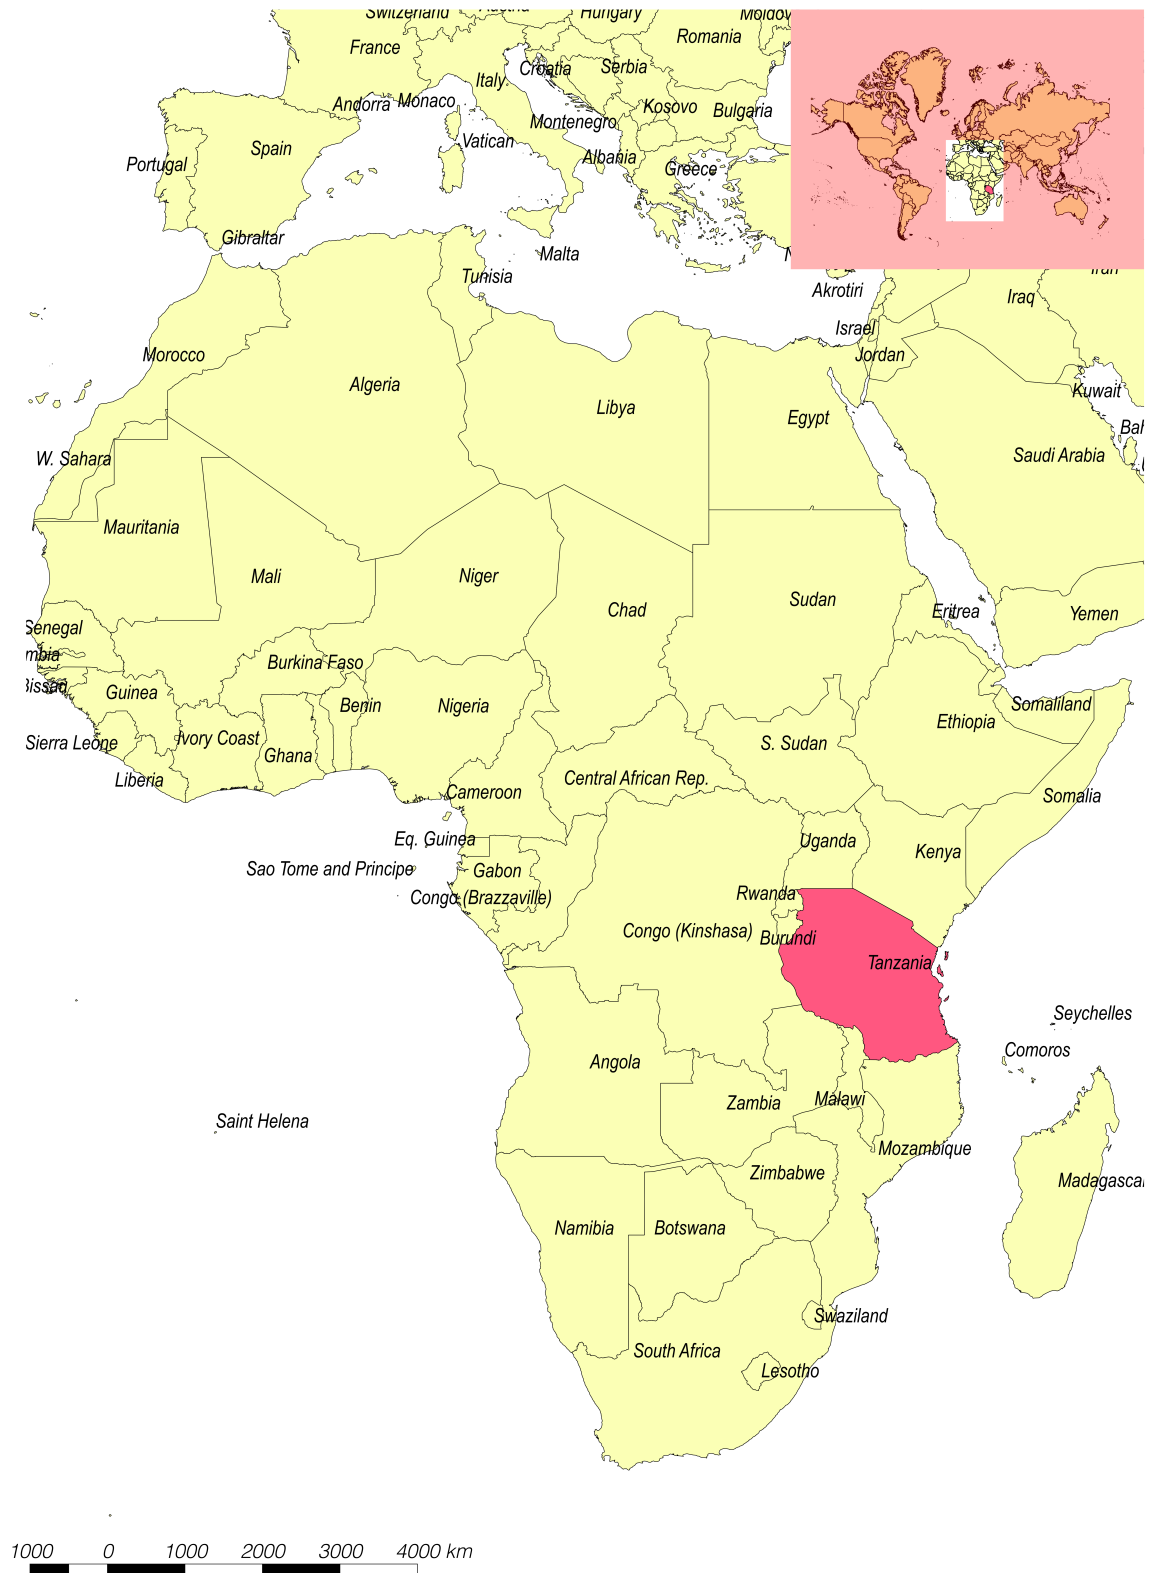 Switzerland
Hungary
France
Romania
Croatia
Serbia
Italy
Andorra
Monaco
Kosovo
Bulgaria
Montenegro
Spain
Vatican
Portugal
Albania
Greece
Gibraltar
Malta
Tunisia
Akrotiri
Iraq
Israel
Morocco
Jordan
Algeria
Kuwait
Libya
Egypt
W. Sahara
Saudi Arabia
Mauritania
Mali
Niger
Chad
Sudan
Eritrea
Yemen
Senegal
mbia
Bissau
Burkina Faso
Guinea
Benin
Nigeria
Somaliland
Ethiopia
Sierra Leone
Ivory Coast
Ghana
S. Sudan
Liberia
Cameroon
Central African Rep.
Somalia
Eq. Guinea
Uganda
Kenya
Sao Tome and Principe
Gabon
Congo (Brazzaville)
Rwanda
Congo (Kinshasa)
Burundi
Tanzania
Seychelles
Comoros
Angola
Zambia
Malawi
Saint Helena
Mozambique
Zimbabwe
Madagascar
Namibia
Botswana
Swaziland
South Africa
Lesotho
1000 0 1000 2000 3000 4000 km